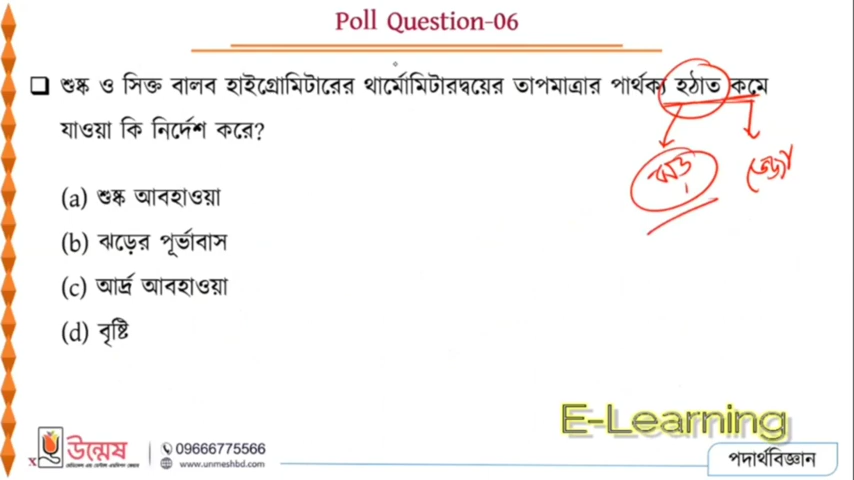 Poll Question-06
❑ শুষ্ক ও সিক্ত বালব হাইগ্রোমিটারের থার্মোমিটারদ্বয়ের তাপমাত্রার পার্থক্য হঠাত কমে
যাওয়া কি নির্দেশ করে?
ঝড়
(a) শুষ্ক আবহাওয়া
(b) ঝড়ের পূর্ভাবাস
(c) আর্দ্র আবহাওয়া
(d) বৃষ্টি
E-Learning
উন্মেষ
09666775566
www.unmeshbd.com
পদার্থবিজ্ঞান